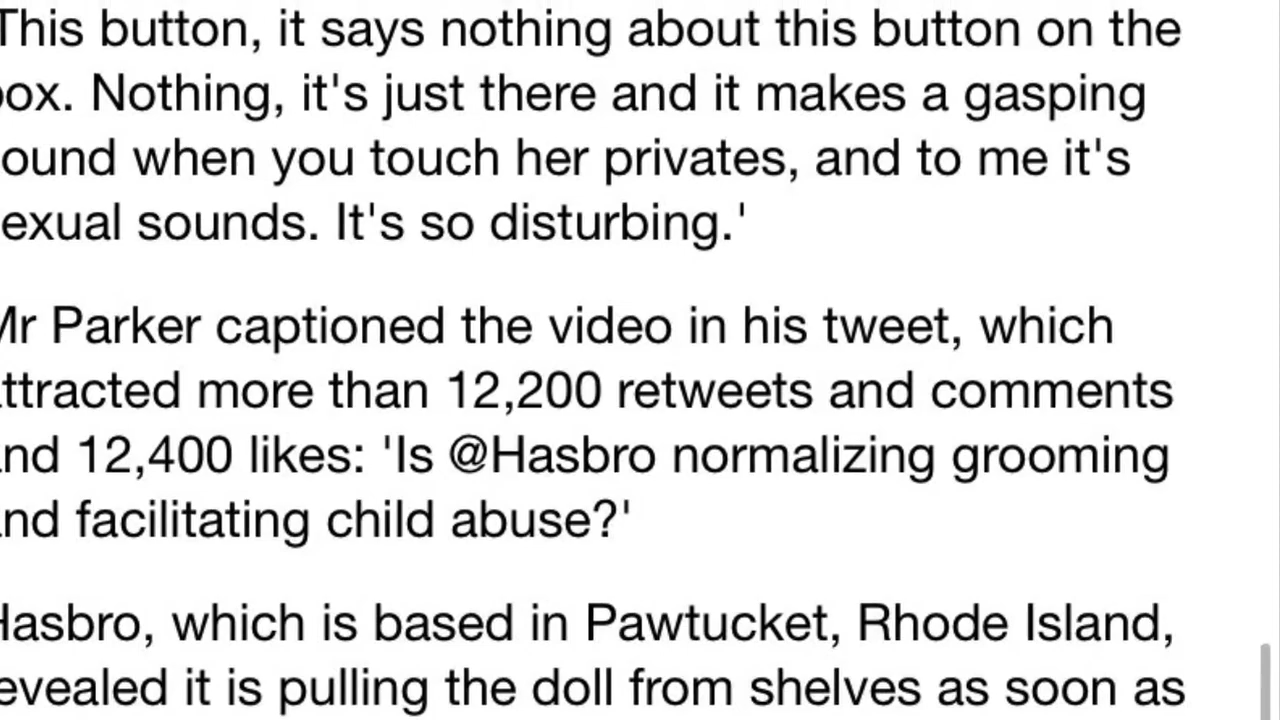 This button, it says nothing about this button on the
box. Nothing, it's just there and it makes a gasping
ound when you touch her privates, and to me it's
exual sounds. It's so disturbing.'
Mr Parker captioned the video in his tweet, which
ttracted more than 12,200 retweets and comments
and 12,400 likes: 'Is @Hasbro normalizing grooming
and facilitating child abuse?'
Hasbro, which is based in Pawtucket, Rhode Island,
evealed it is pulling the doll from shelves as soon as